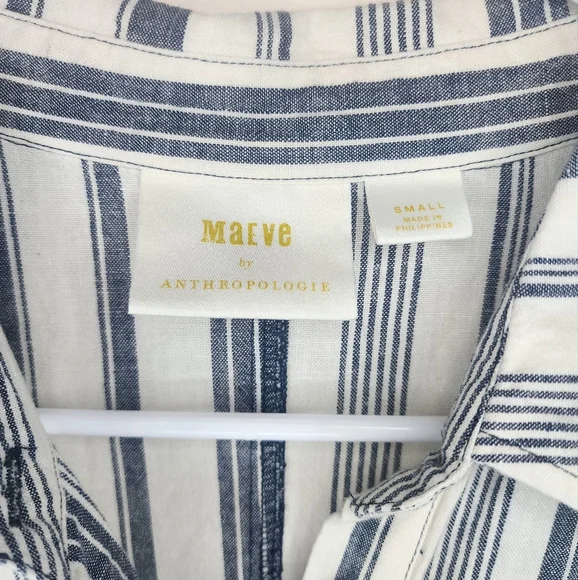 MaEve
by
ANTHROPOLOGIE
SMALL
MADE IN
PHILIPPINES